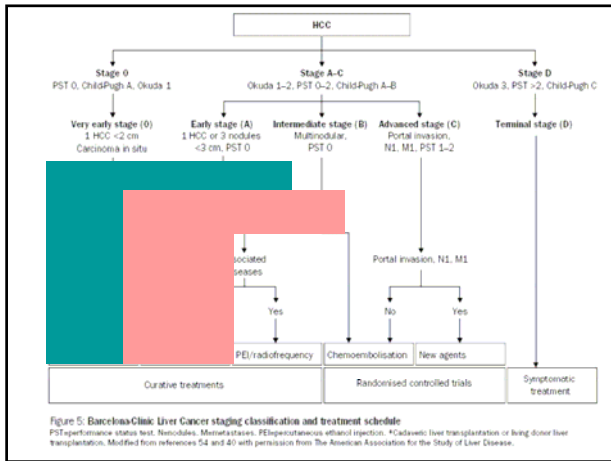 HCC
Stage 0
PST 0, Child-Pugh A, Okuda 1
Stage A–C
Okuda 1–2, PST 0–2, Child-Pugh A–B
Stage D
Okuda 3, PST >2, Child-Pugh C
Very early stage (0)
1 HCC <2 cm
Carcinoma in situ
Early stage (A)
1 HCC or 3 nodules
<3 cm, PST 0
Intermediate stage (B)
Multinodular,
PST 0
Advanced stage (C)
Portal invasion,
N1, M1, PST 1–2
Terminal stage (D)
Portal invasion, N1, M1
Yes
No
Yes
PEI/radiofrequency
Chemoembolisation
New agents
Curative treatments
Randomised controlled trials
Symptomatic
treatment
Figure 5: Barcelona-Clinic Liver Cancer staging classification and treatment schedule
PST=performance status test. N=nodules. M=metastases. PEI=percutaneous ethanol injection. *Cadaveric liver transplantation or living donor liver
transplantation. Modified from references 54 and 40 with permission from The American Association for the Study of Liver Disease.